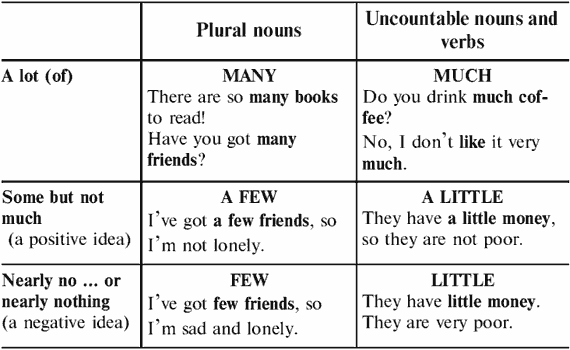 Plural nouns
Uncountable nouns and
verbs
A lot (of)
MANY
There are so many books
to read!
Have you got many
friends?
MUCH
Do you drink much cof-
fee?
No, I don't like it very
much.
Some but not
much
(a positive idea)
A FEW
I've got a few friends, so
I'm not lonely.
A LITTLE
They have a little money,
so they are not poor.
Nearly no ... or
nearly nothing
(a negative idea)
FEW
I've got few friends, so
I'm sad and lonely.
LITTLE
They have little money.
They are very poor.